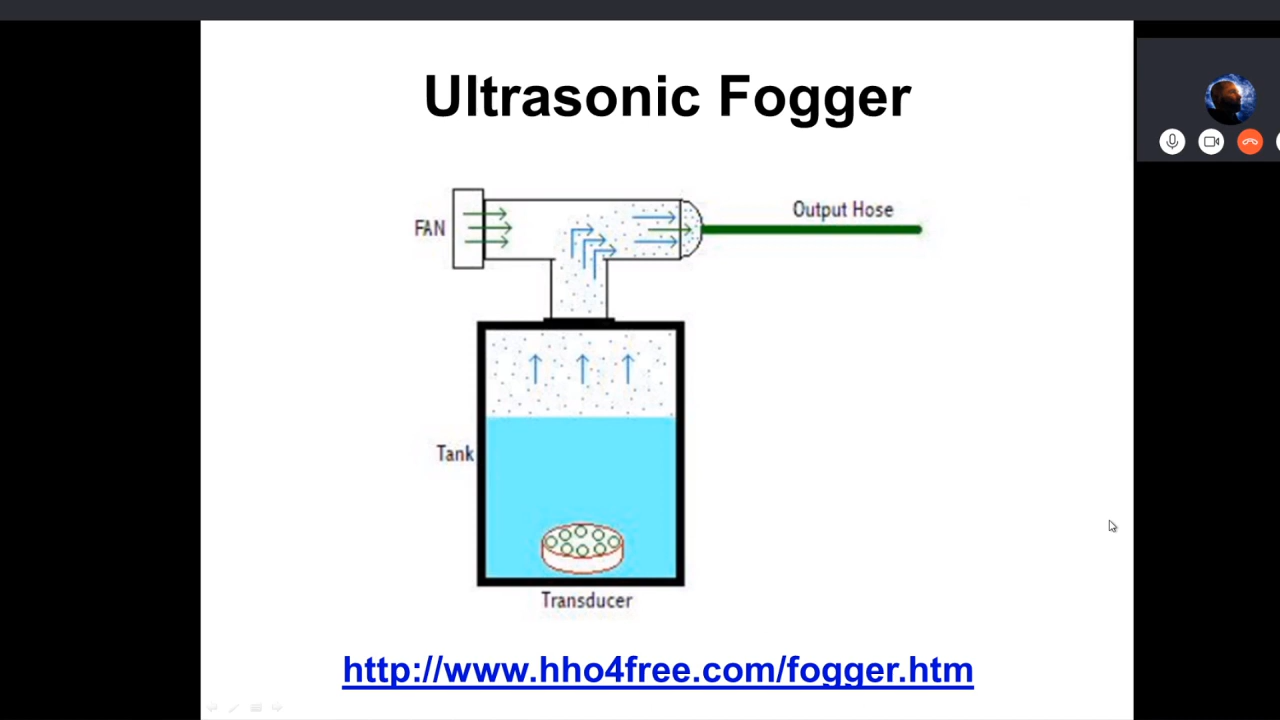 Ultrasonic Fogger
FAN
Output Hose
Tank
Transducer
http://www.hho4free.com/fogger.htm